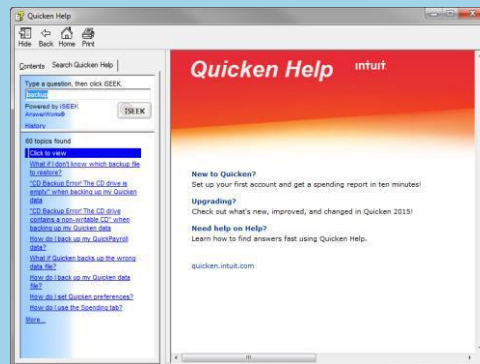 Quicken Help
Hide Back Home Print
Contents Search Quicken Help
Type a question, then click iSEEK.
backup
Powered by iSEEK
AnswerWorks®
iSEEK
History
60 topics found
Click to view
What if I don't know which backup file
to restore?
"CD Backup Error! The CD drive is
empty" when backing up my Quicken
data
"CD Backup Error! The CD drive
contains a non-writable CD" when
backing up my Quicken data
How do I back up my QuickPayroll
data?
What if Quicken backs up the wrong
data file?
How do I back up my Quicken data
file?
How do I set Quicken preferences?
How do I use the Spending tab?
More...
Quicken Help intuit
New to Quicken?
Set up your first account and get a spending report in ten minutes!
Upgrading?
Check out what's new, improved, and changed in Quicken 2015!
Need help on Help?
Learn how to find answers fast using Quicken Help.
quicken.intuit.com